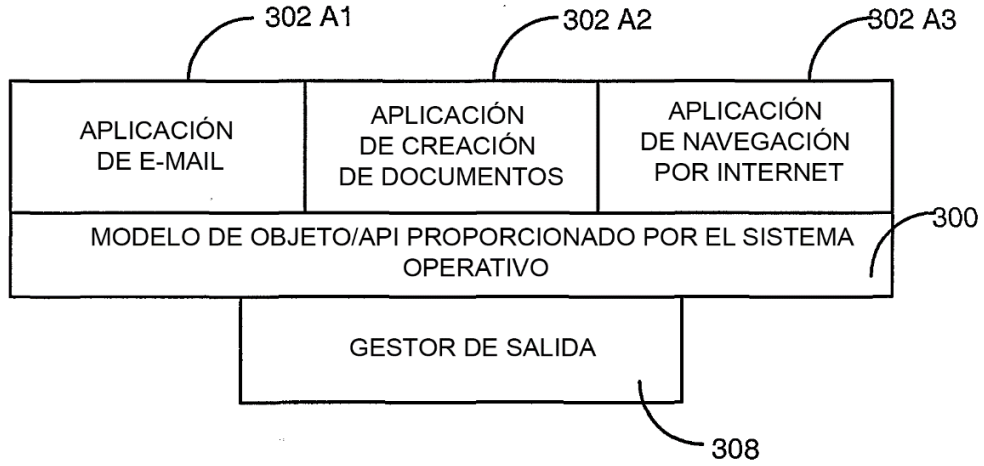 302 A1
302 A2
302 A3
APLICACIÓN
DE E-MAIL
APLICACIÓN
DE CREACIÓN
DE DOCUMENTOS
APLICACIÓN
DE NAVEGACIÓN
POR INTERNET
300
MODELO DE OBJETO/API PROPORCIONADO POR EL SISTEMA
OPERATIVO
GESTOR DE SALIDA
308